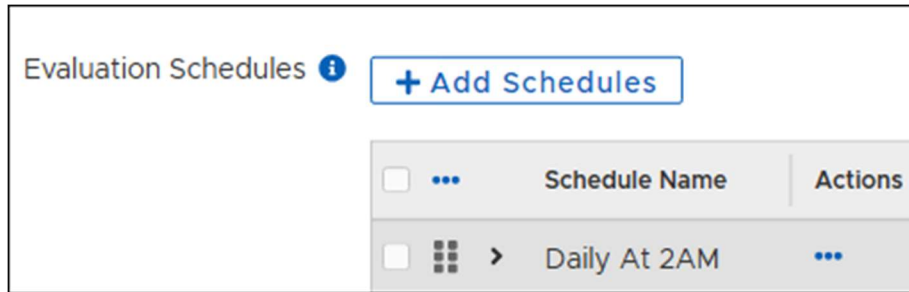 Evaluation Schedules
+ Add Schedules
Schedule Name Actions
Daily At 2AM